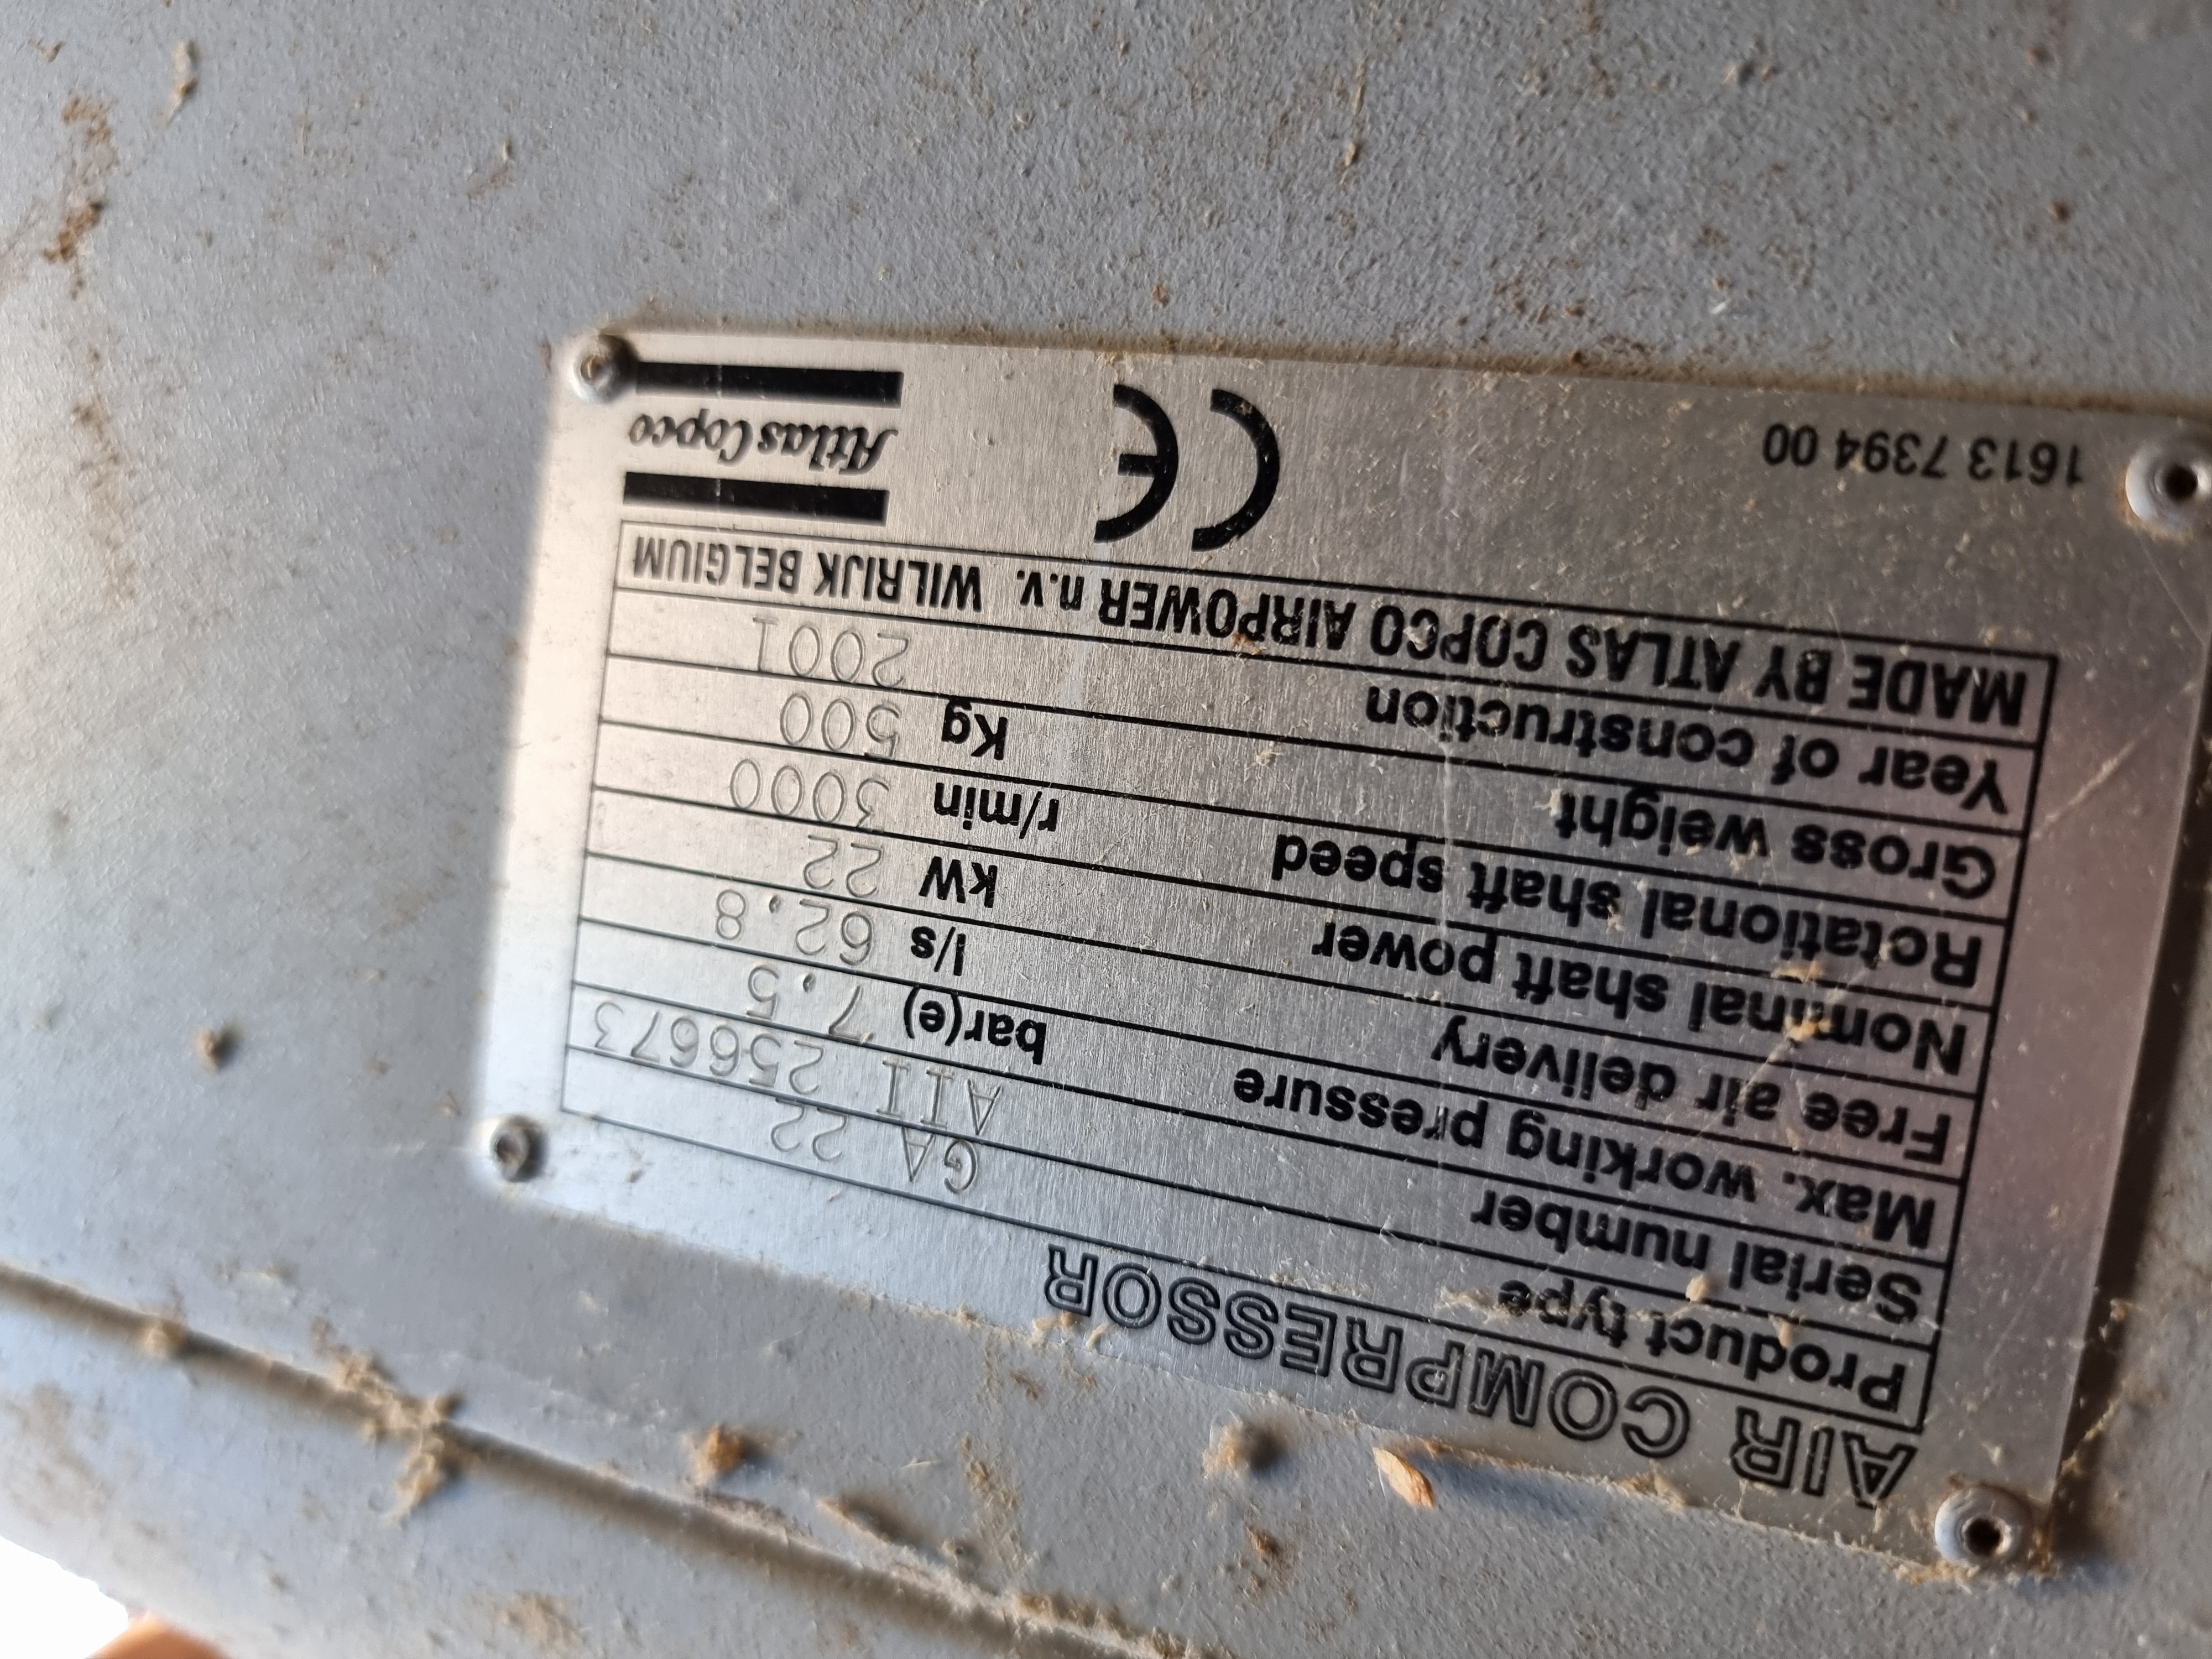 AIR COMPRESSOR
Product type GA 22
Serial number AII 256673
Max. working pressure bar(e) 7,5
Free air delivery l/s 62,8
Nominal shaft power kW 22
Rotational shaft speed r/min 3000
Gross weight Kg 500
Year of construction 2001
MADE BY ATLAS COPCO AIRPOWER n.v. WILRIJK BELGIUM
1613 7394 00 CE Atlas Copco